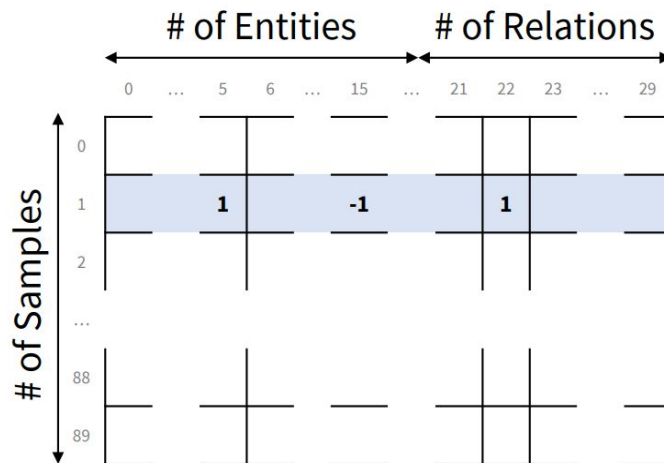 # of Entities # of Relations
0 … 5 6 … 15 … 21 22 23 … 29
# of Samples
0
1 1 -1 1
2
…
88
89